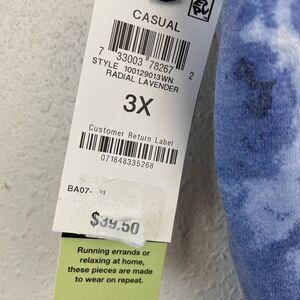 CASUAL
7 33003 78267 2
STYLE 100129013WN
RADIAL LAVENDER
3X
Customer Return Label
071848335268
BA07-
$39.50
Running errands or
relaxing at home,
these pieces are made
to wear on repeat.